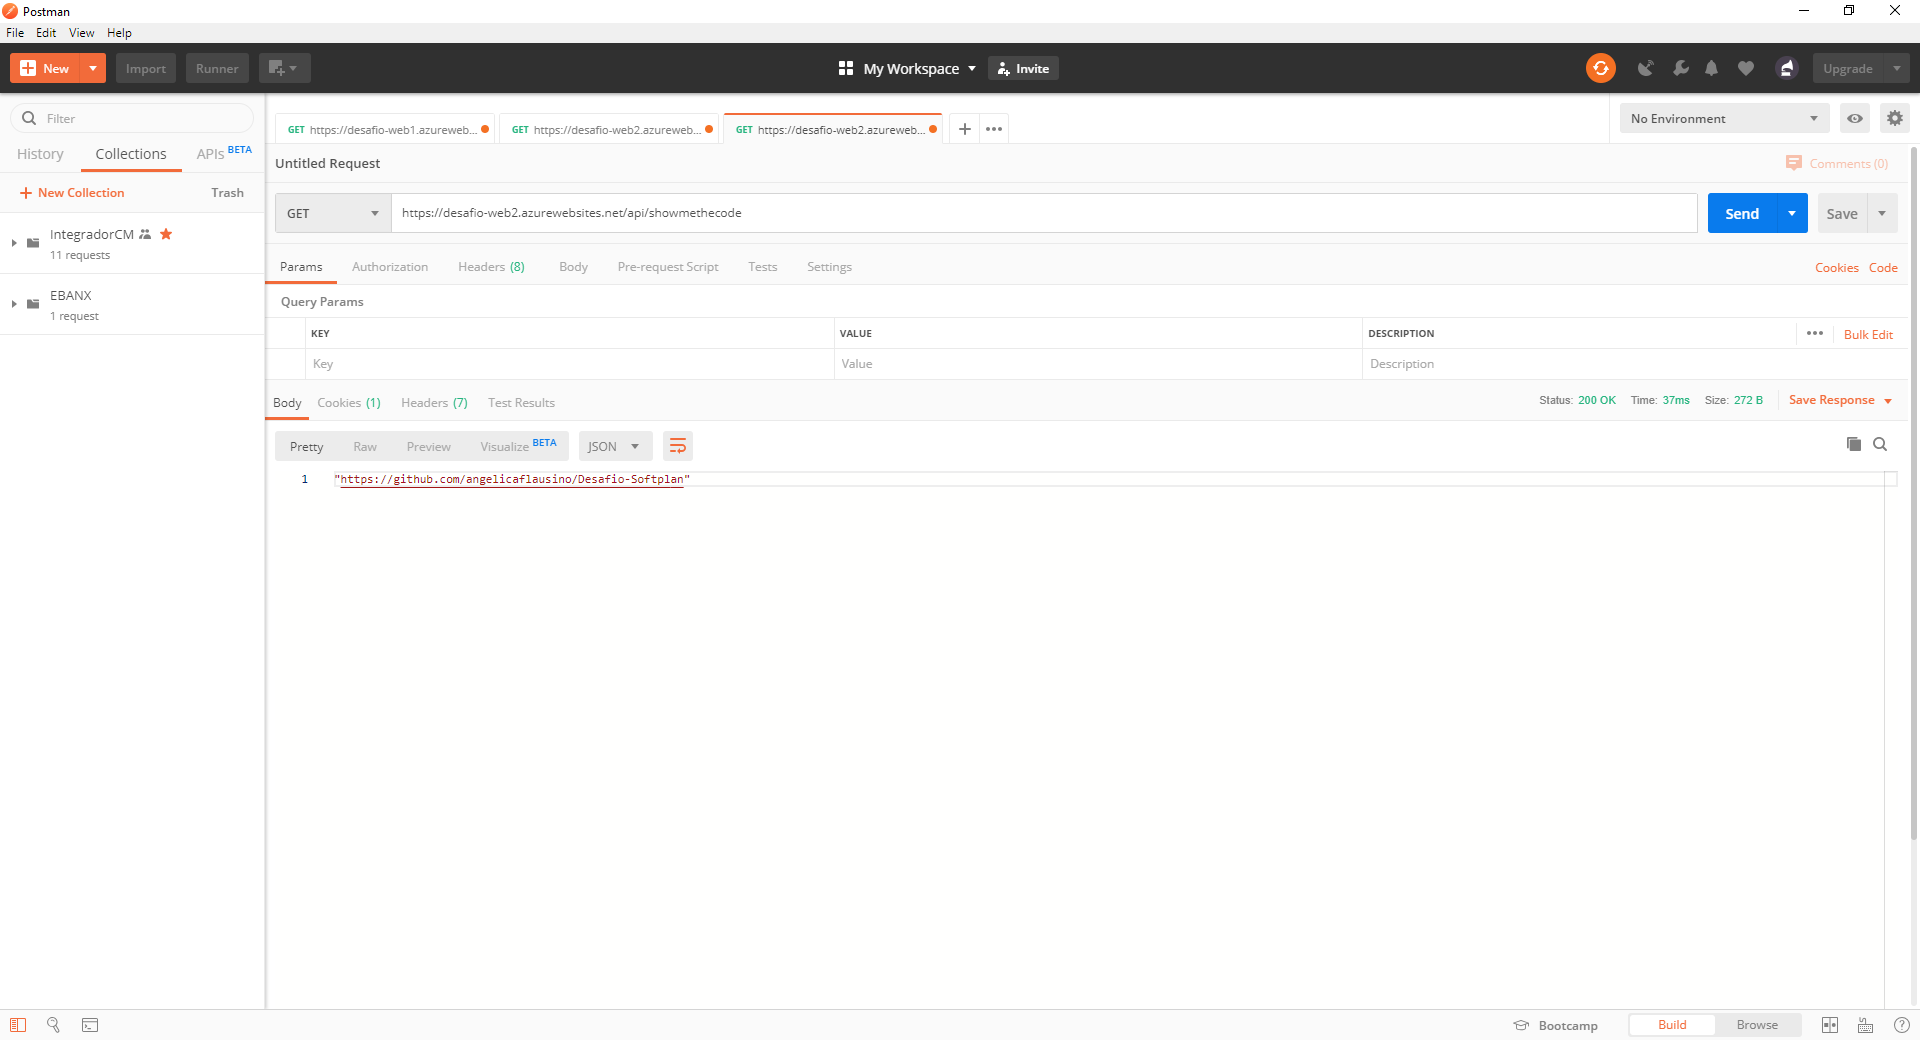 Postman
File Edit View Help
New Import Runner My Workspace Invite Upgrade
Filter
GET https://desafio-web1.azureweb... GET https://desafio-web2.azureweb... GET https://desafio-web2.azureweb... No Environment
History Collections APIs BETA
Untitled Request Comments (0)
New Collection Trash
GET https://desafio-web2.azurewebsites.net/api/showmethecode Send Save
IntegradorCM
11 requests
Params Authorization Headers (8) Body Pre-request Script Tests Settings Cookies Code
EBANX
1 request
Query Params
KEY VALUE DESCRIPTION Bulk Edit
Key Value Description
Body Cookies (1) Headers (7) Test Results Status: 200 OK Time: 37ms Size: 272 B Save Response
Pretty Raw Preview Visualize BETA JSON
1 "https://github.com/angelicaflausino/Desafio-Softplan"
Bootcamp Build Browse